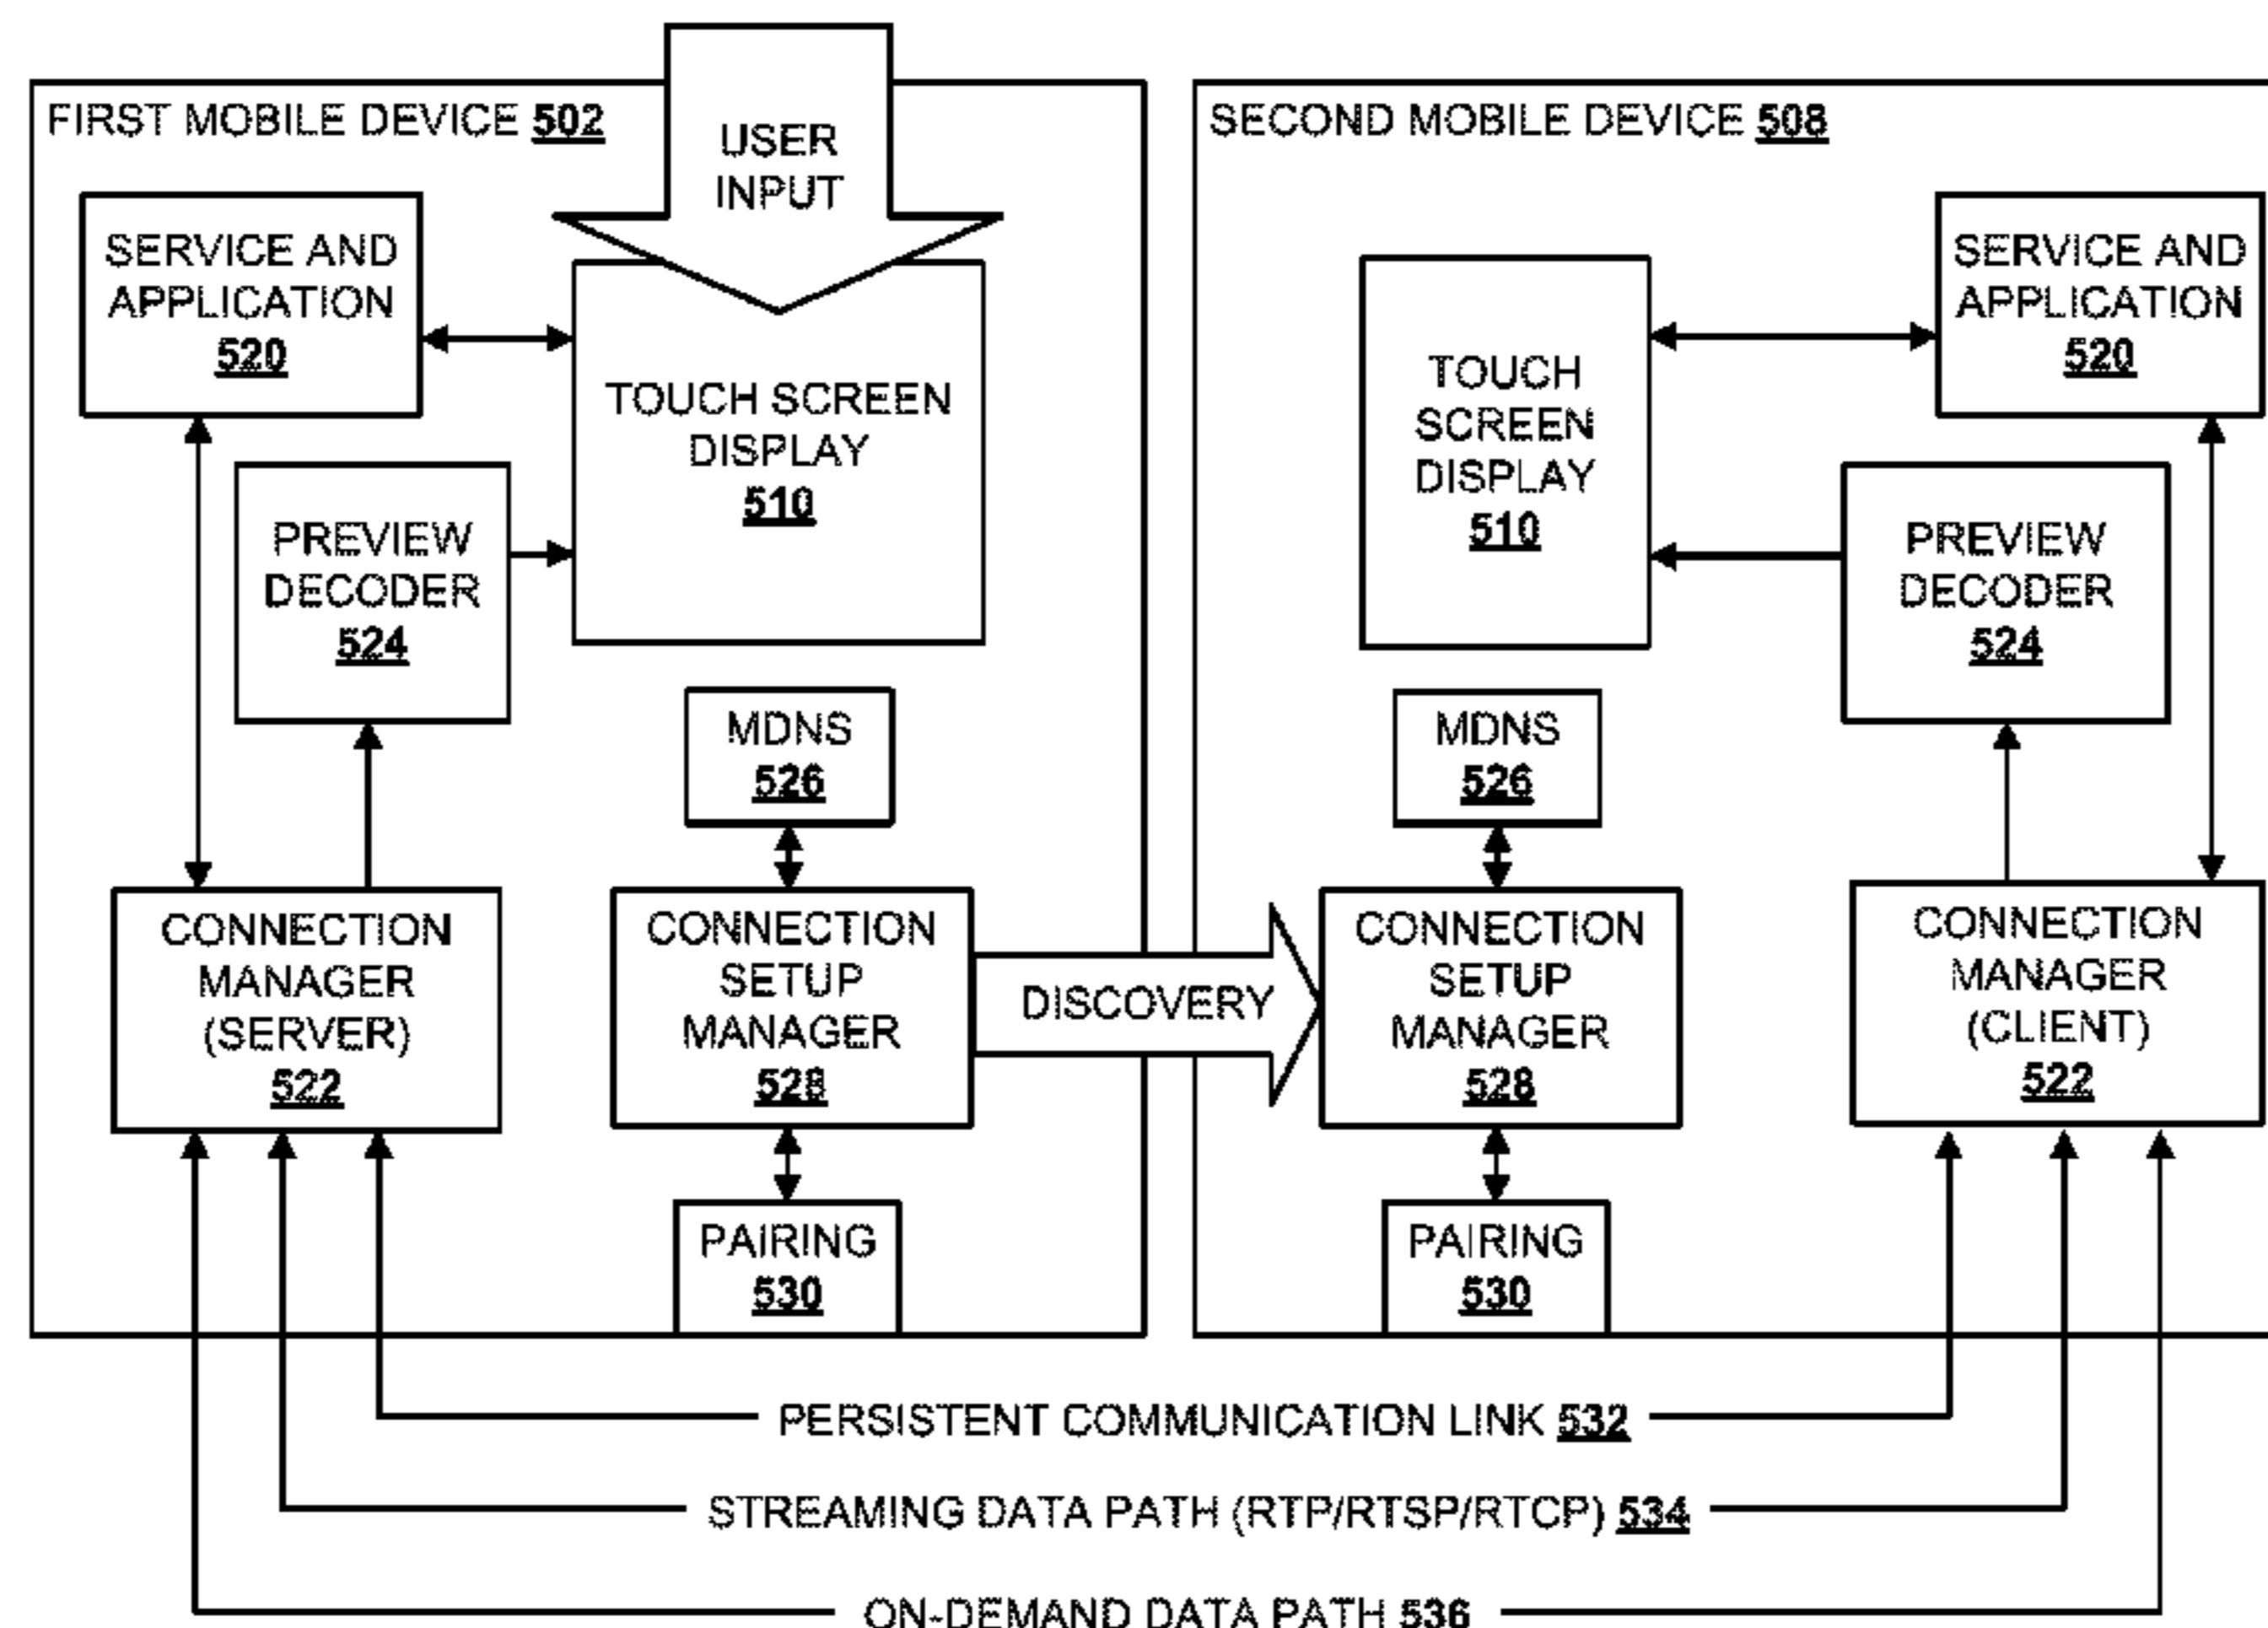 FIRST MOBILE DEVICE 502
USER
INPUT
SERVICE AND
APPLICATION
520
TOUCH SCREEN
DISPLAY
510
PREVIEW
DECODER
524
MDNS
526
CONNECTION
MANAGER
(SERVER)
522
CONNECTION
SETUP
MANAGER
528
PAIRING
530
DISCOVERY
SECOND MOBILE DEVICE 508
SERVICE AND
APPLICATION
520
TOUCH
SCREEN
DISPLAY
510
PREVIEW
DECODER
524
MDNS
526
CONNECTION
SETUP
MANAGER
528
CONNECTION
MANAGER
(CLIENT)
522
PAIRING
530
PERSISTENT COMMUNICATION LINK 532
STREAMING DATA PATH (RTP/RTSP/RTCP) 534
ON-DEMAND DATA PATH 536